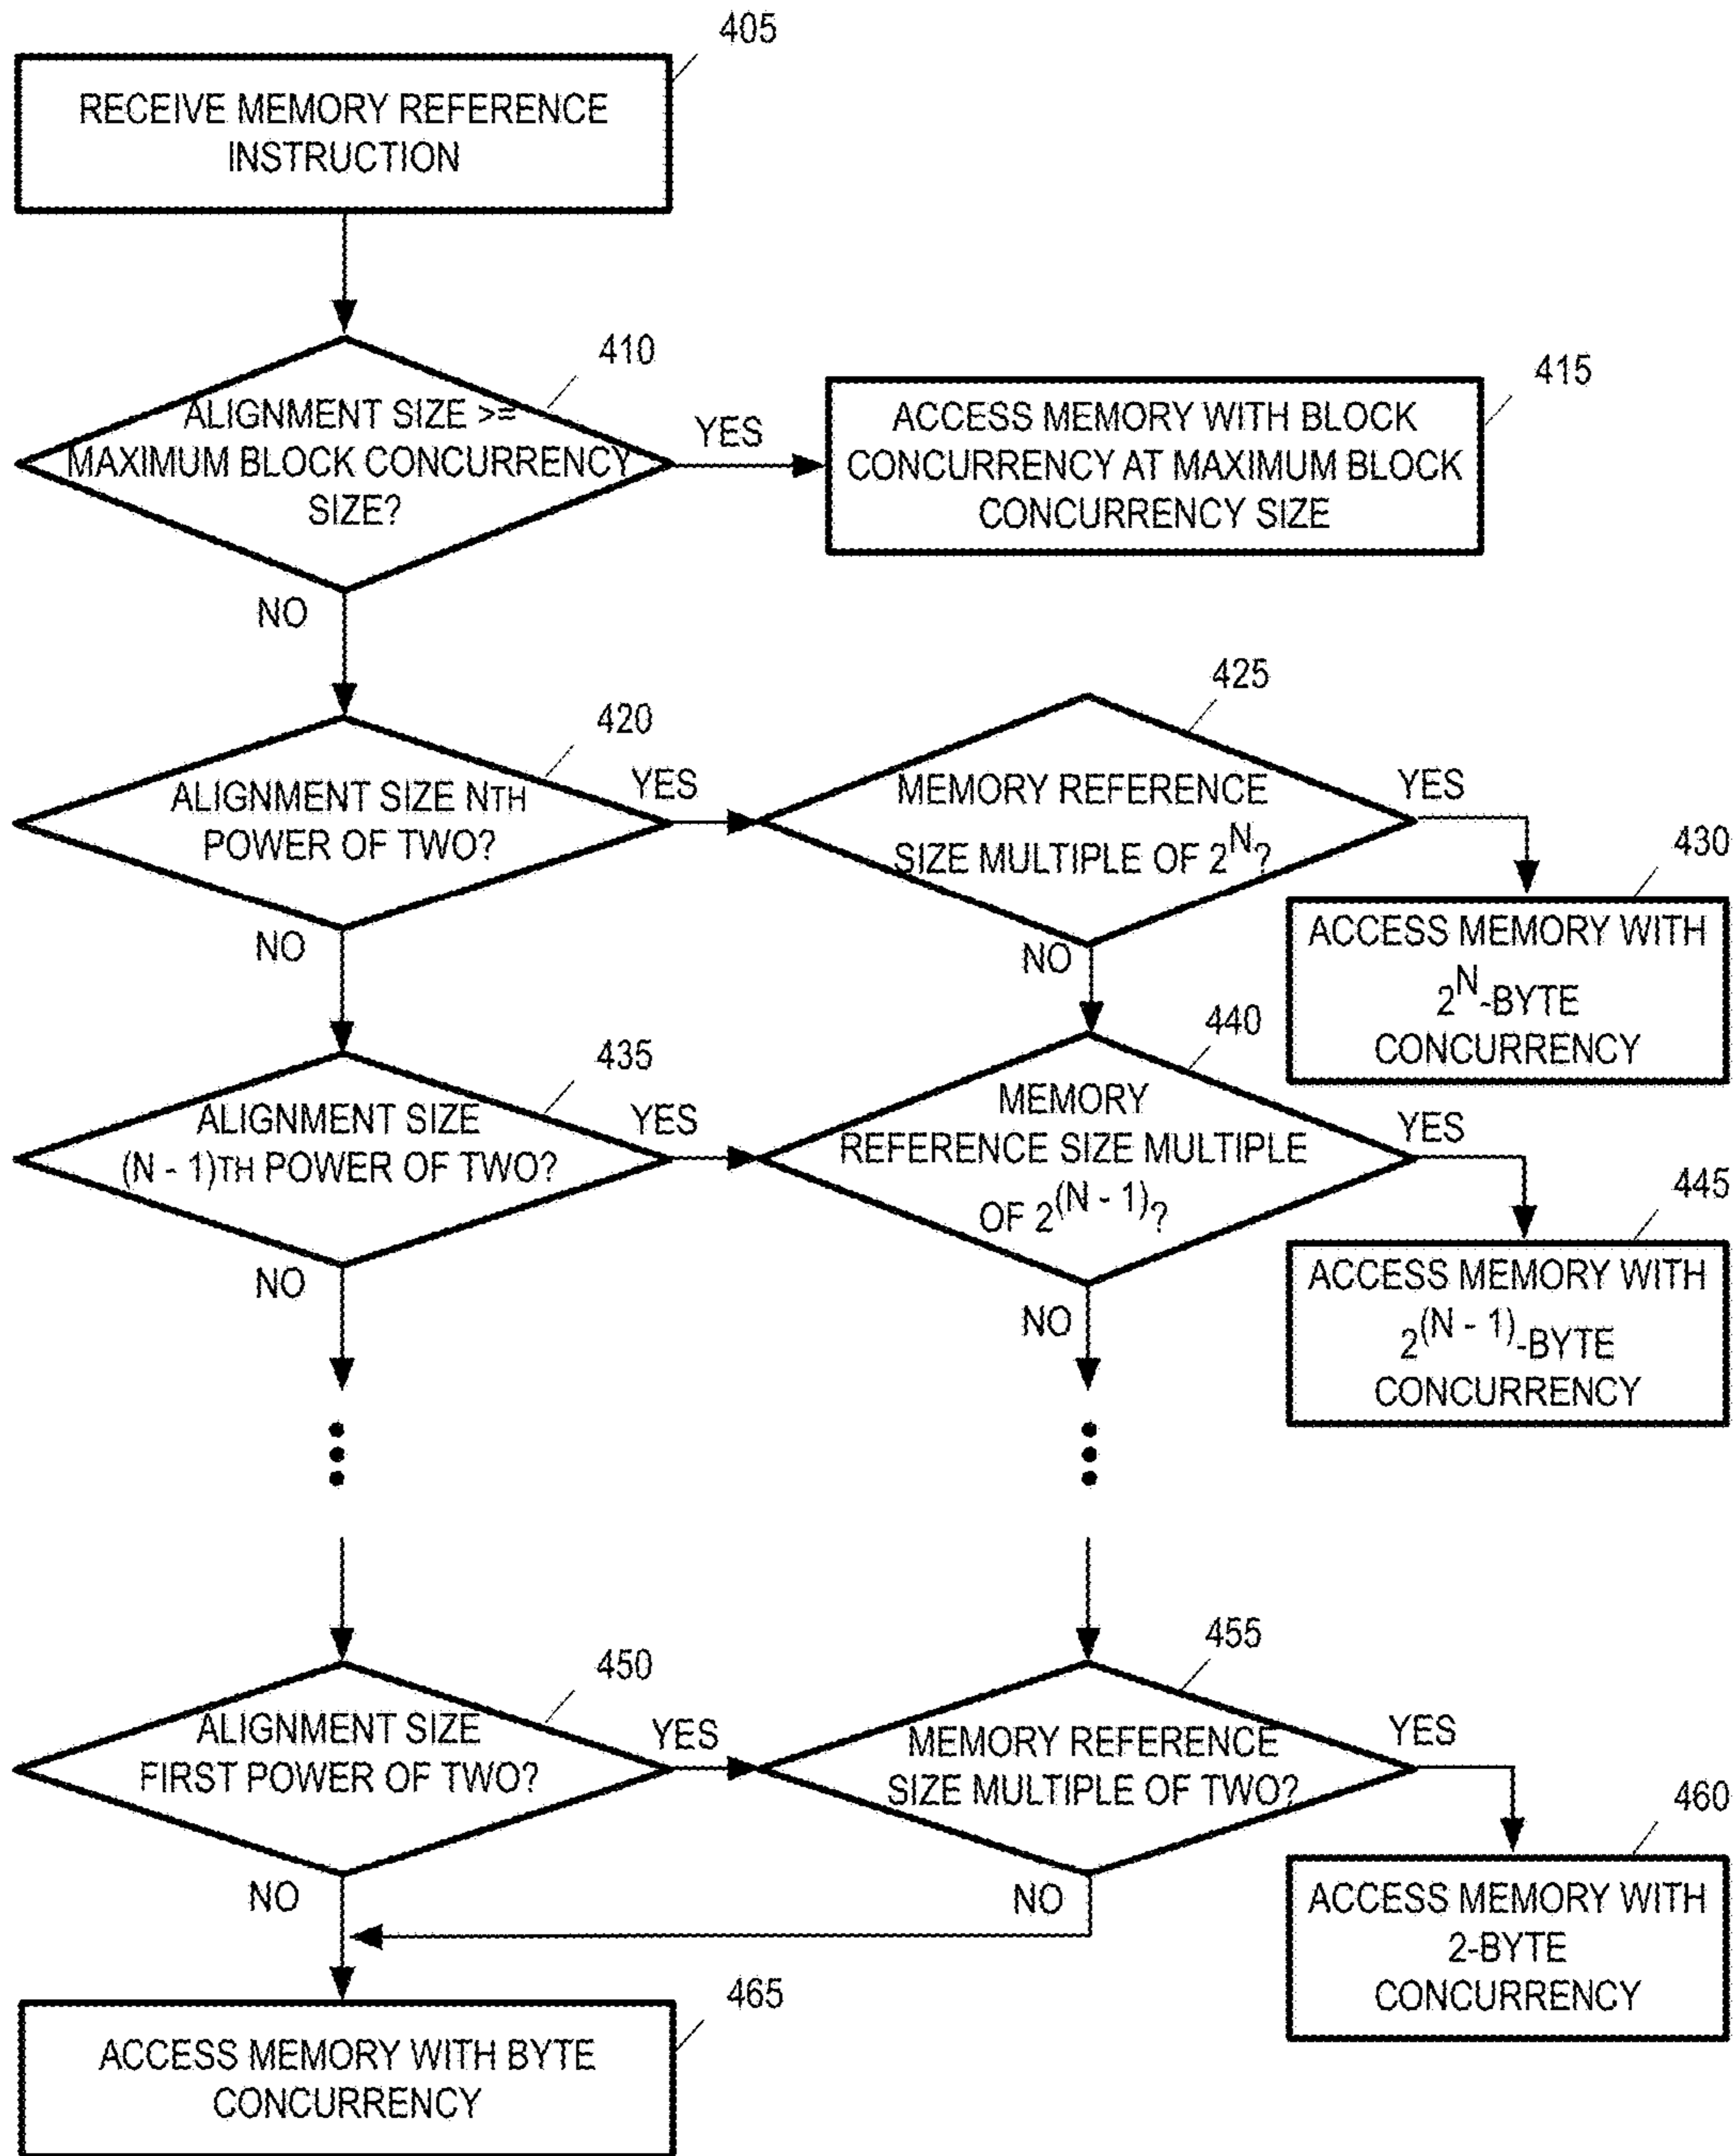 405
RECEIVE MEMORY REFERENCE
INSTRUCTION
410
ALIGNMENT SIZE >=
MAXIMUM BLOCK CONCURRENCY
SIZE?
YES
415
ACCESS MEMORY WITH BLOCK
CONCURRENCY AT MAXIMUM BLOCK
CONCURRENCY SIZE
NO
420
ALIGNMENT SIZE NTH
POWER OF TWO?
YES
425
MEMORY REFERENCE
SIZE MULTIPLE OF 2^N?
YES
430
ACCESS MEMORY WITH
2^N-BYTE
CONCURRENCY
NO
NO
435
ALIGNMENT SIZE
(N - 1)TH POWER OF TWO?
YES
440
MEMORY
REFERENCE SIZE MULTIPLE
OF 2^(N - 1)?
YES
445
ACCESS MEMORY WITH
2^(N - 1)-BYTE
CONCURRENCY
NO
NO
450
ALIGNMENT SIZE
FIRST POWER OF TWO?
YES
455
MEMORY REFERENCE
SIZE MULTIPLE OF TWO?
YES
460
ACCESS MEMORY WITH
2-BYTE
CONCURRENCY
NO
NO
465
ACCESS MEMORY WITH BYTE
CONCURRENCY